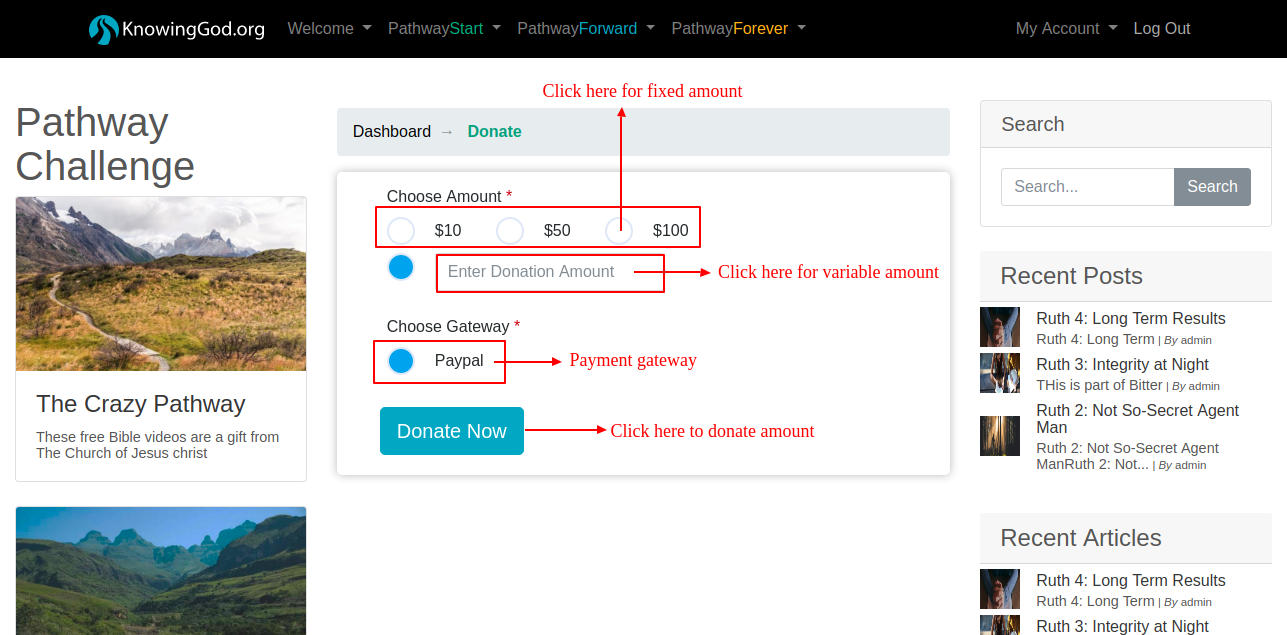 KnowingGod.org Welcome PathwayStart PathwayForward PathwayForever My Account Log Out
Pathway
Challenge
The Crazy Pathway
These free Bible videos are a gift from
The Church of Jesus christ
Click here for fixed amount
Dashboard → Donate
Choose Amount *
$10 $50 $100
Enter Donation Amount
Click here for variable amount
Choose Gateway *
Paypal
Payment gateway
Donate Now
Click here to donate amount
Search
Search...
Search
Recent Posts
Ruth 4: Long Term Results
Ruth 4: Long Term | By admin
Ruth 3: Integrity at Night
THis is part of Bitter | By admin
Ruth 2: Not So-Secret Agent
Man
Ruth 2: Not So-Secret Agent
ManRuth 2: Not... | By admin
Recent Articles
Ruth 4: Long Term Results
Ruth 4: Long Term | By admin
Ruth 3: Integrity at Night